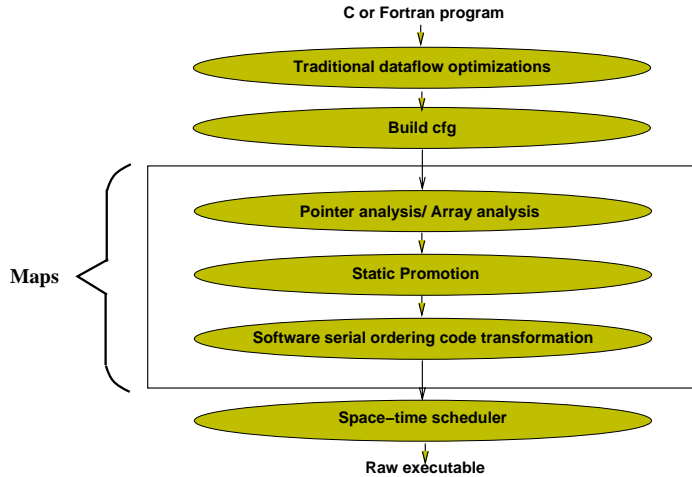 C or Fortran program
Traditional dataflow optimizations
Build cfg
Pointer analysis/ Array analysis
Maps
Static Promotion
Software serial ordering code transformation
Space−time scheduler
Raw executable